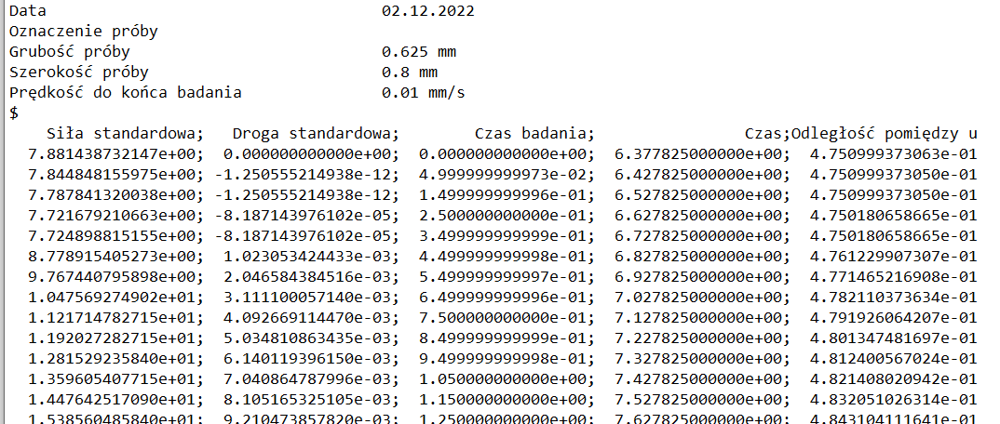 Data 02.12.2022
Oznaczenie próby
Grubość próby 0.625 mm
Szerokość próby 0.8 mm
Prędkość do końca badania 0.01 mm/s
$
Siła standardowa; Droga standardowa; Czas badania; Czas;Odległość pomiędzy u
7.881438732147e+00; 0.000000000000e+00; 0.000000000000e+00; 6.377825000000e+00; 4.750999373063e-01
7.844848155975e+00; -1.250555214938e-12; 4.999999999973e-02; 6.427825000000e+00; 4.750999373050e-01
7.787841320038e+00; -1.250555214938e-12; 1.499999999996e-01; 6.527825000000e+00; 4.750999373050e-01
7.721679210663e+00; -8.187143976102e-05; 2.500000000000e-01; 6.627825000000e+00; 4.750180658665e-01
7.724898815155e+00; -8.187143976102e-05; 3.499999999999e-01; 6.727825000000e+00; 4.750180658665e-01
8.778915405273e+00; 1.023053424433e-03; 4.499999999998e-01; 6.827825000000e+00; 4.761229907307e-01
9.767440795898e+00; 2.046584384516e-03; 5.499999999997e-01; 6.927825000000e+00; 4.771465216908e-01
1.047569274902e+01; 3.111100057140e-03; 6.499999999996e-01; 7.027825000000e+00; 4.782110373634e-01
1.121714782715e+01; 4.092669114470e-03; 7.500000000000e-01; 7.127825000000e+00; 4.791926064207e-01
1.192027282715e+01; 5.034810863435e-03; 8.499999999999e-01; 7.227825000000e+00; 4.801347481697e-01
1.281529235840e+01; 6.140119396150e-03; 9.499999999998e-01; 7.327825000000e+00; 4.812400567024e-01
1.359605407715e+01; 7.040864787996e-03; 1.050000000000e+00; 7.427825000000e+00; 4.821408020942e-01
1.447642517090e+01; 8.105165325105e-03; 1.150000000000e+00; 7.527825000000e+00; 4.832051026314e-01
1.538560485840e+01; 9.210473857820e-03; 1.250000000000e+00; 7.627825000000e+00; 4.843104111641e-01